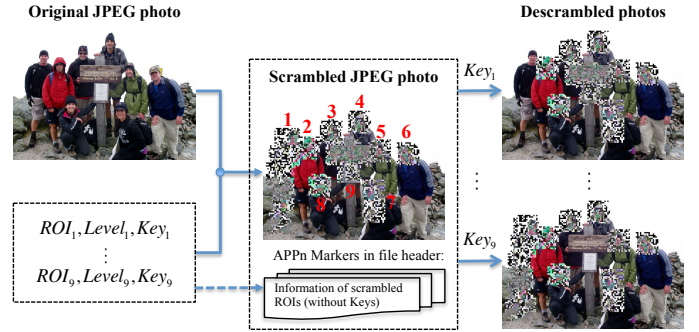 Original JPEG photo
Descrambled photos
Scrambled JPEG photo
Key1
1
2
3
4
5
6
7
8
9
ROI1, Level1, Key1
⋮
ROI9, Level9, Key9
⋮
⋮
Key9
APPn Markers in file header:
Information of scrambled
ROIs (without Keys)